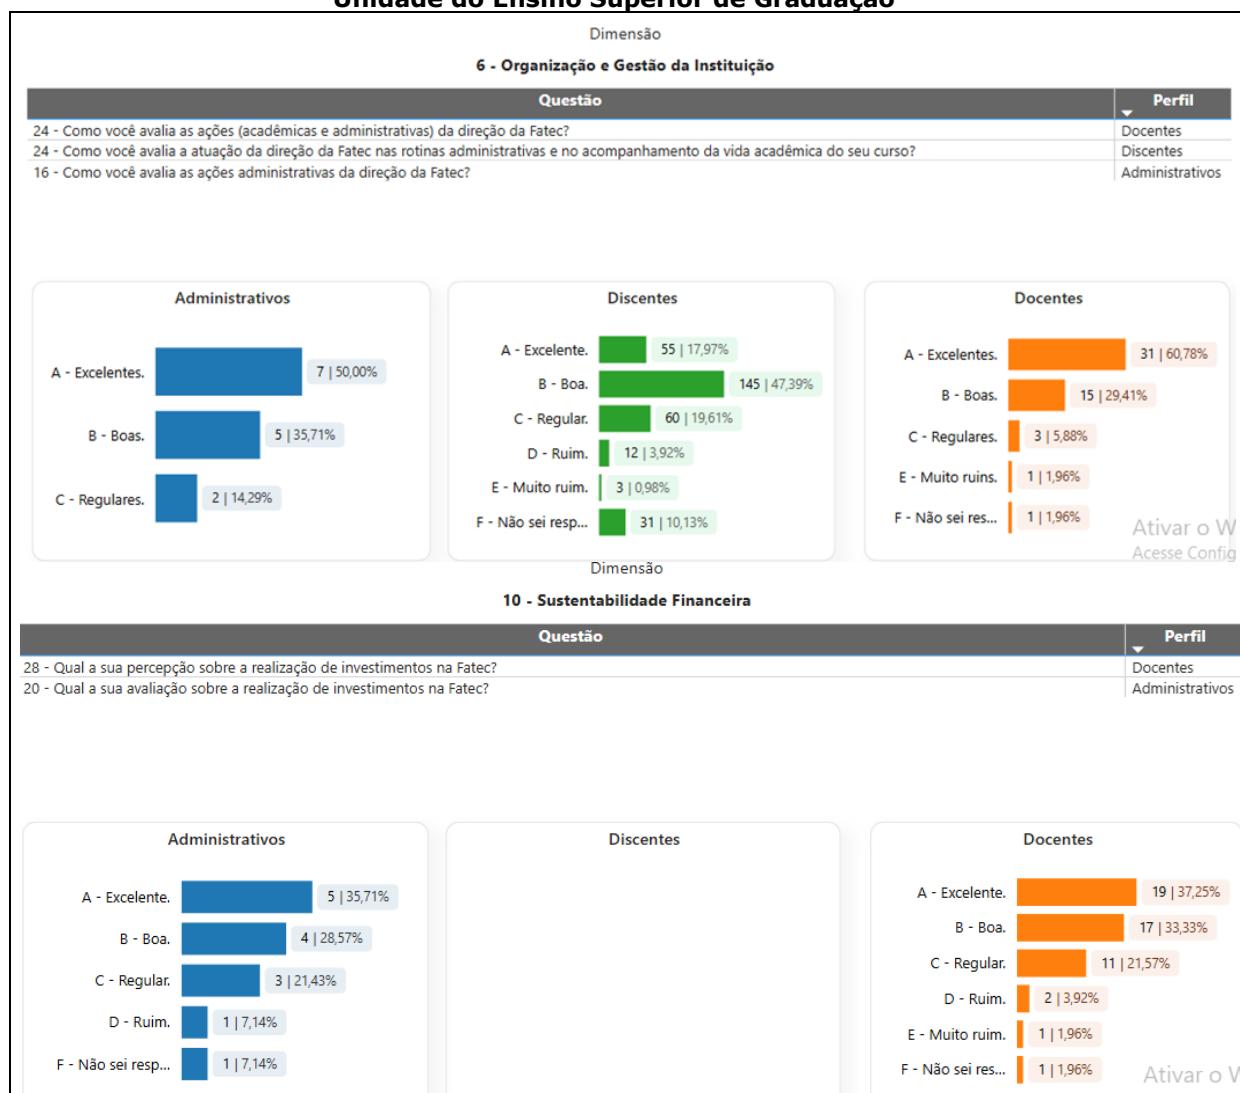 Unidade do Ensino Superior de Graduação
Dimensão
6 - Organização e Gestão da Instituição
Questão Perfil
24 - Como você avalia as ações (acadêmicas e administrativas) da direção da Fatec? Docentes
24 - Como você avalia a atuação da direção da Fatec nas rotinas administrativas e no acompanhamento da vida acadêmica do seu curso? Discentes
16 - Como você avalia as ações administrativas da direção da Fatec? Administrativos
Administrativos
A - Excelentes. 7 | 50,00%
B - Boas. 5 | 35,71%
C - Regulares. 2 | 14,29%
Discentes
A - Excelente. 55 | 17,97%
B - Boa. 145 | 47,39%
C - Regular. 60 | 19,61%
D - Ruim. 12 | 3,92%
E - Muito ruim. 3 | 0,98%
F - Não sei resp... 31 | 10,13%
Docentes
A - Excelentes. 31 | 60,78%
B - Boas. 15 | 29,41%
C - Regulares. 3 | 5,88%
E - Muito ruins. 1 | 1,96%
F - Não sei res... 1 | 1,96%
Ativar o W
Acesse Config
Dimensão
10 - Sustentabilidade Financeira
Questão Perfil
28 - Qual a sua percepção sobre a realização de investimentos na Fatec? Docentes
20 - Qual a sua avaliação sobre a realização de investimentos na Fatec? Administrativos
Administrativos
A - Excelente. 5 | 35,71%
B - Boa. 4 | 28,57%
C - Regular. 3 | 21,43%
D - Ruim. 1 | 7,14%
F - Não sei resp... 1 | 7,14%
Discentes
Docentes
A - Excelente. 19 | 37,25%
B - Boa. 17 | 33,33%
C - Regular. 11 | 21,57%
D - Ruim. 2 | 3,92%
E - Muito ruim. 1 | 1,96%
F - Não sei res... 1 | 1,96%
Ativar o W